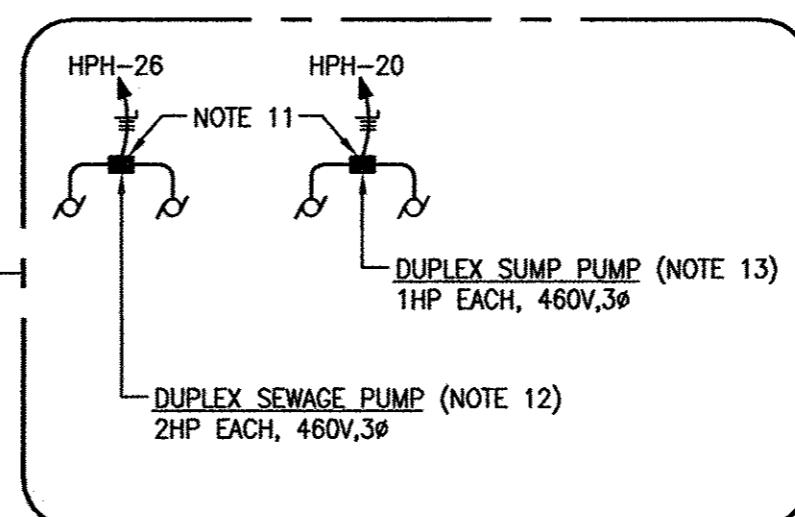 HPH-26
HPH-20
NOTE 11
DUPLEX SUMP PUMP (NOTE 13)
1HP EACH, 460V,3ø
DUPLEX SEWAGE PUMP (NOTE 12)
2HP EACH, 460V,3ø